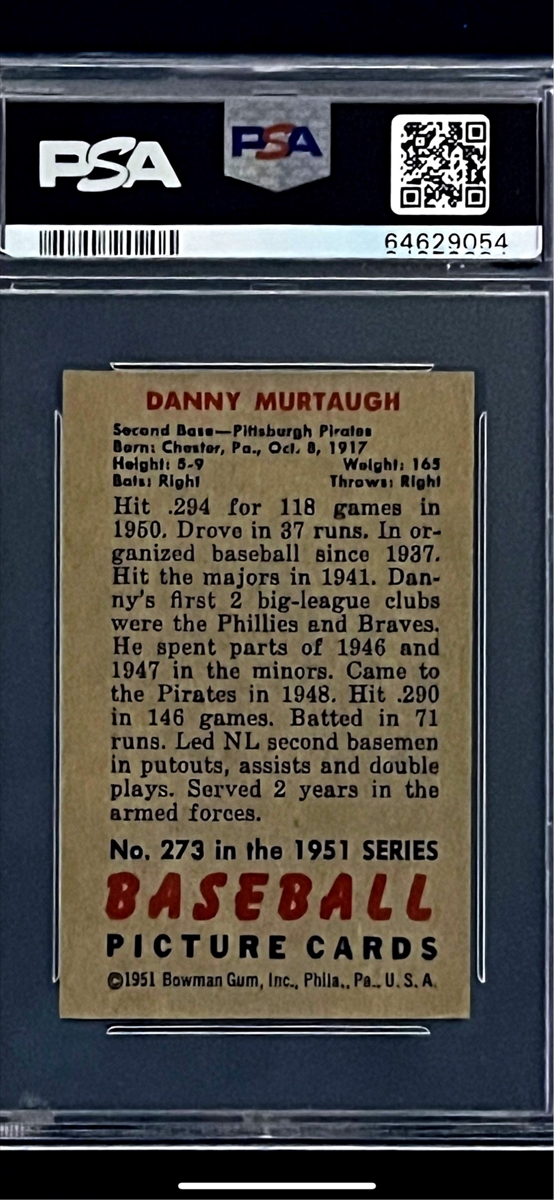 PSA
PSA
64629054
DANNY MURTAUGH
Second Base—Pittsburgh Pirates
Born: Chester, Pa., Oct. 8, 1917
Height: 5-9 Weight: 165
Bats: Right Throws: Right
Hit .294 for 118 games in
1950. Drove in 37 runs. In or-
ganized baseball since 1937.
Hit the majors in 1941. Dan-
ny's first 2 big-league clubs
were the Phillies and Braves.
He spent parts of 1946 and
1947 in the minors. Came to
the Pirates in 1948. Hit .290
in 146 games. Batted in 71
runs. Led NL second basemen
in putouts, assists and double
plays. Served 2 years in the
armed forces.
No. 273 in the 1951 SERIES
BASEBALL
PICTURE CARDS
©1951 Bowman Gum, Inc., Phila., Pa., U. S. A.